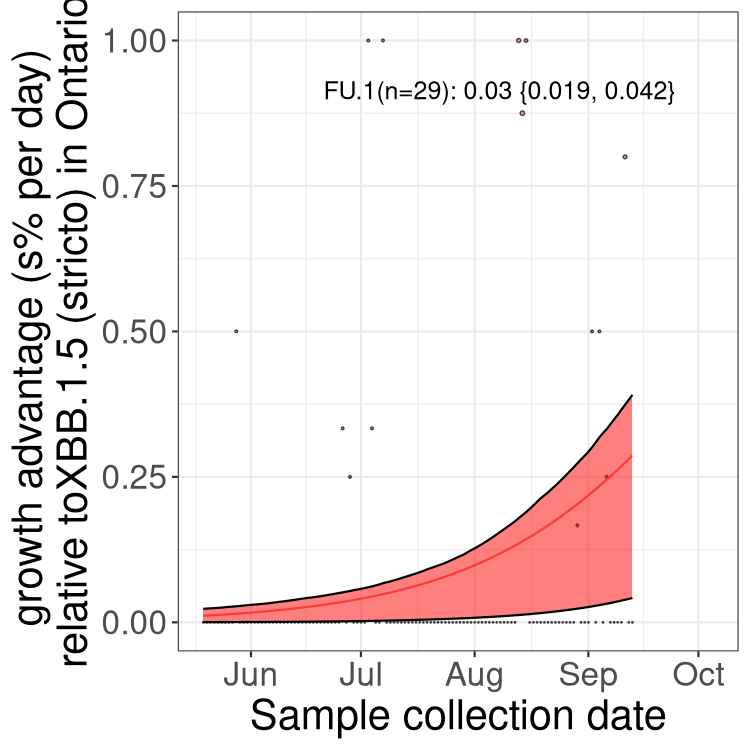 growth advantage (s% per day)
relative toXBB.1.5 (stricto) in Ontario
1.00
0.75
0.50
0.25
0.00
FU.1(n=29): 0.03 {0.019, 0.042}
Jun Jul Aug Sep Oct
Sample collection date